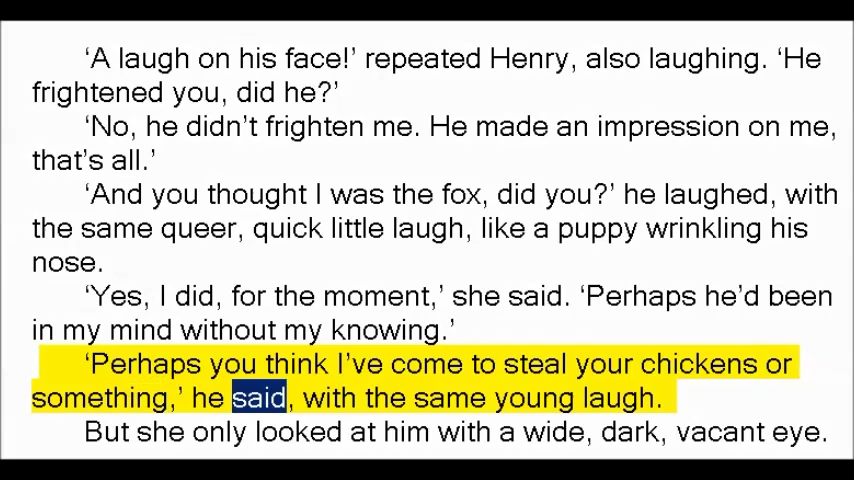 ‘A laugh on his face!’ repeated Henry, also laughing. ‘He
frightened you, did he?’
‘No, he didn’t frighten me. He made an impression on me,
that’s all.’
‘And you thought I was the fox, did you?’ he laughed, with
the same queer, quick little laugh, like a puppy wrinkling his
nose.
‘Yes, I did, for the moment,’ she said. ‘Perhaps he’d been
in my mind without my knowing.’
‘Perhaps you think I’ve come to steal your chickens or
something,’ he said, with the same young laugh.
But she only looked at him with a wide, dark, vacant eye.